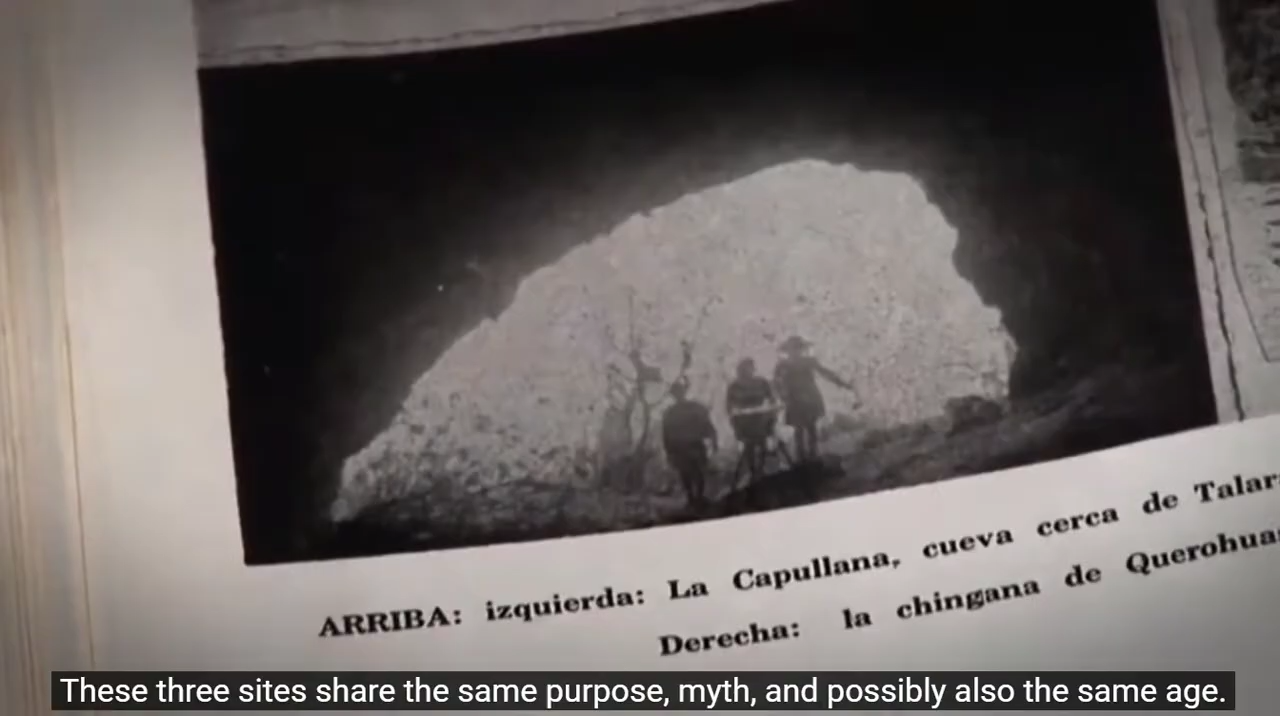 ARRIBA: izquierda: La Capullana, cueva cerca de
Derecha: la chingana de
These three sites share the same purpose, myth, and possibly also the same age.